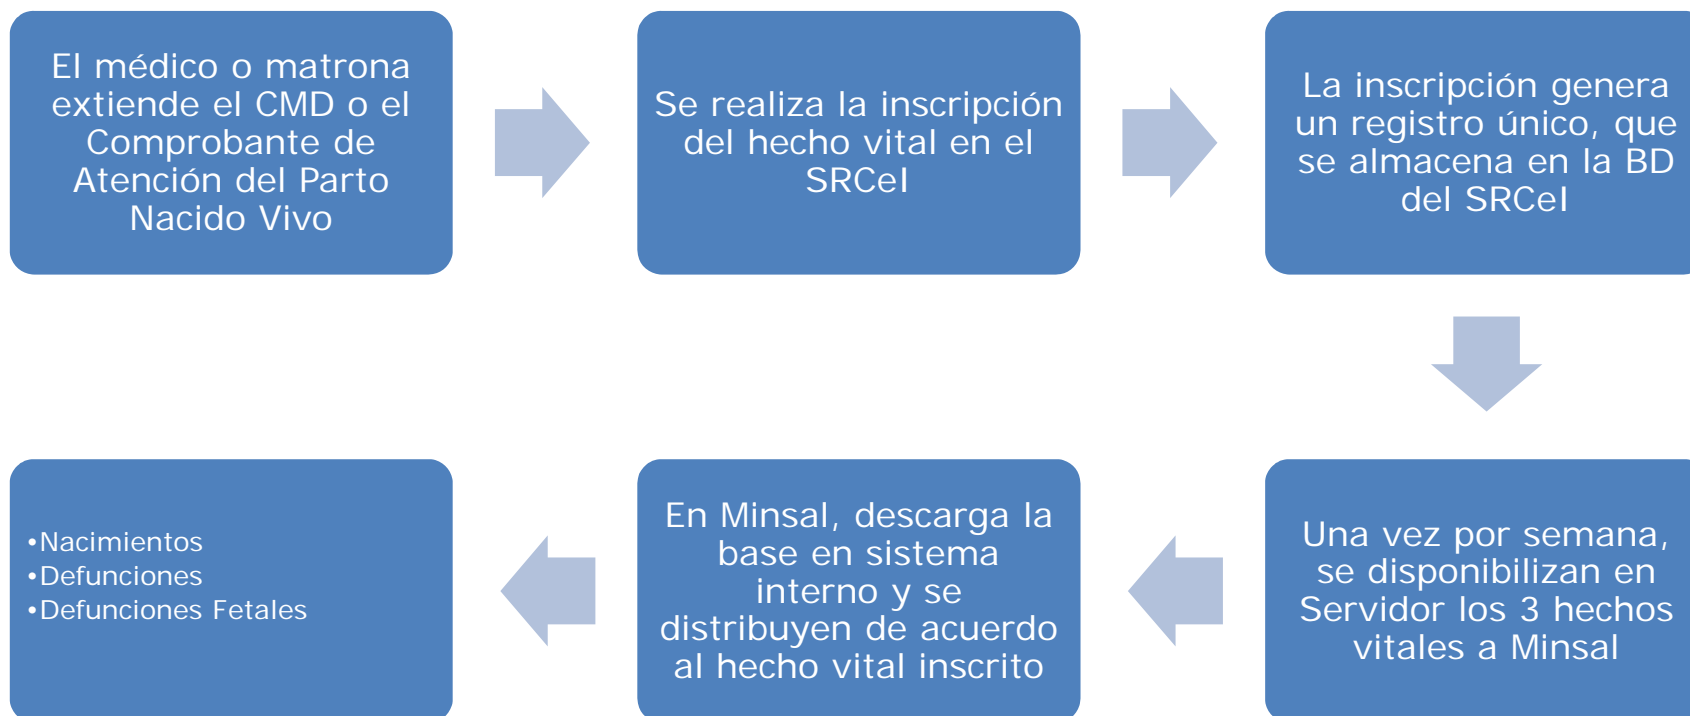 El médico o matrona
extiende el CMD o el
Comprobante de
Atención del Parto
Nacido Vivo
Se realiza la inscripción
del hecho vital en el
SRCeI
La inscripción genera
un registro único, que
se almacena en la BD
del SRCeI
Una vez por semana,
se disponibilizan en
Servidor los 3 hechos
vitales a Minsal
En Minsal, descarga la
base en sistema
interno y se
distribuyen de acuerdo
al hecho vital inscrito
•Nacimientos
•Defunciones
•Defunciones Fetales